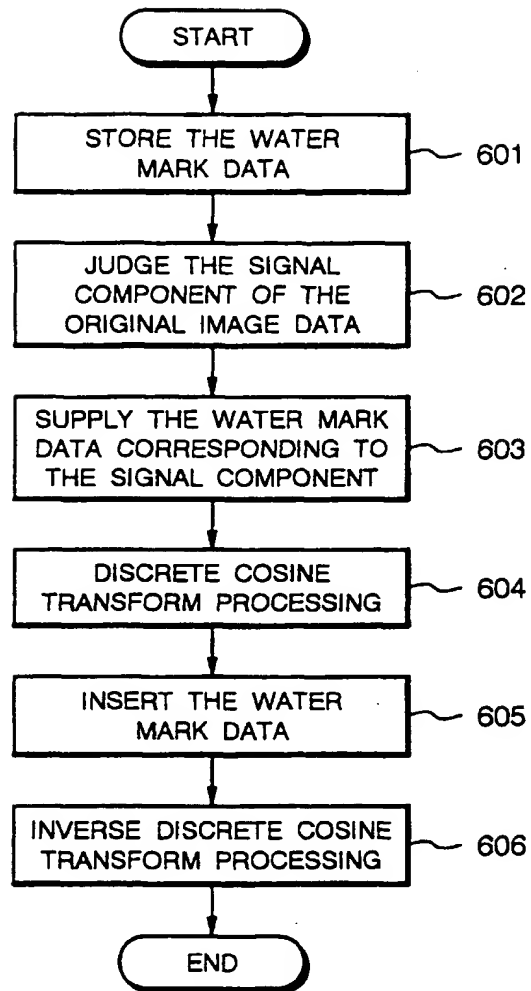 START
STORE THE WATER
MARK DATA
601
JUDGE THE SIGNAL
COMPONENT OF THE
ORIGINAL IMAGE DATA
602
SUPPLY THE WATER MARK
DATA CORRESPONDING TO
THE SIGNAL COMPONENT
603
DISCRETE COSINE
TRANSFORM PROCESSING
604
INSERT THE WATER
MARK DATA
605
INVERSE DISCRETE COSINE
TRANSFORM PROCESSING
606
END